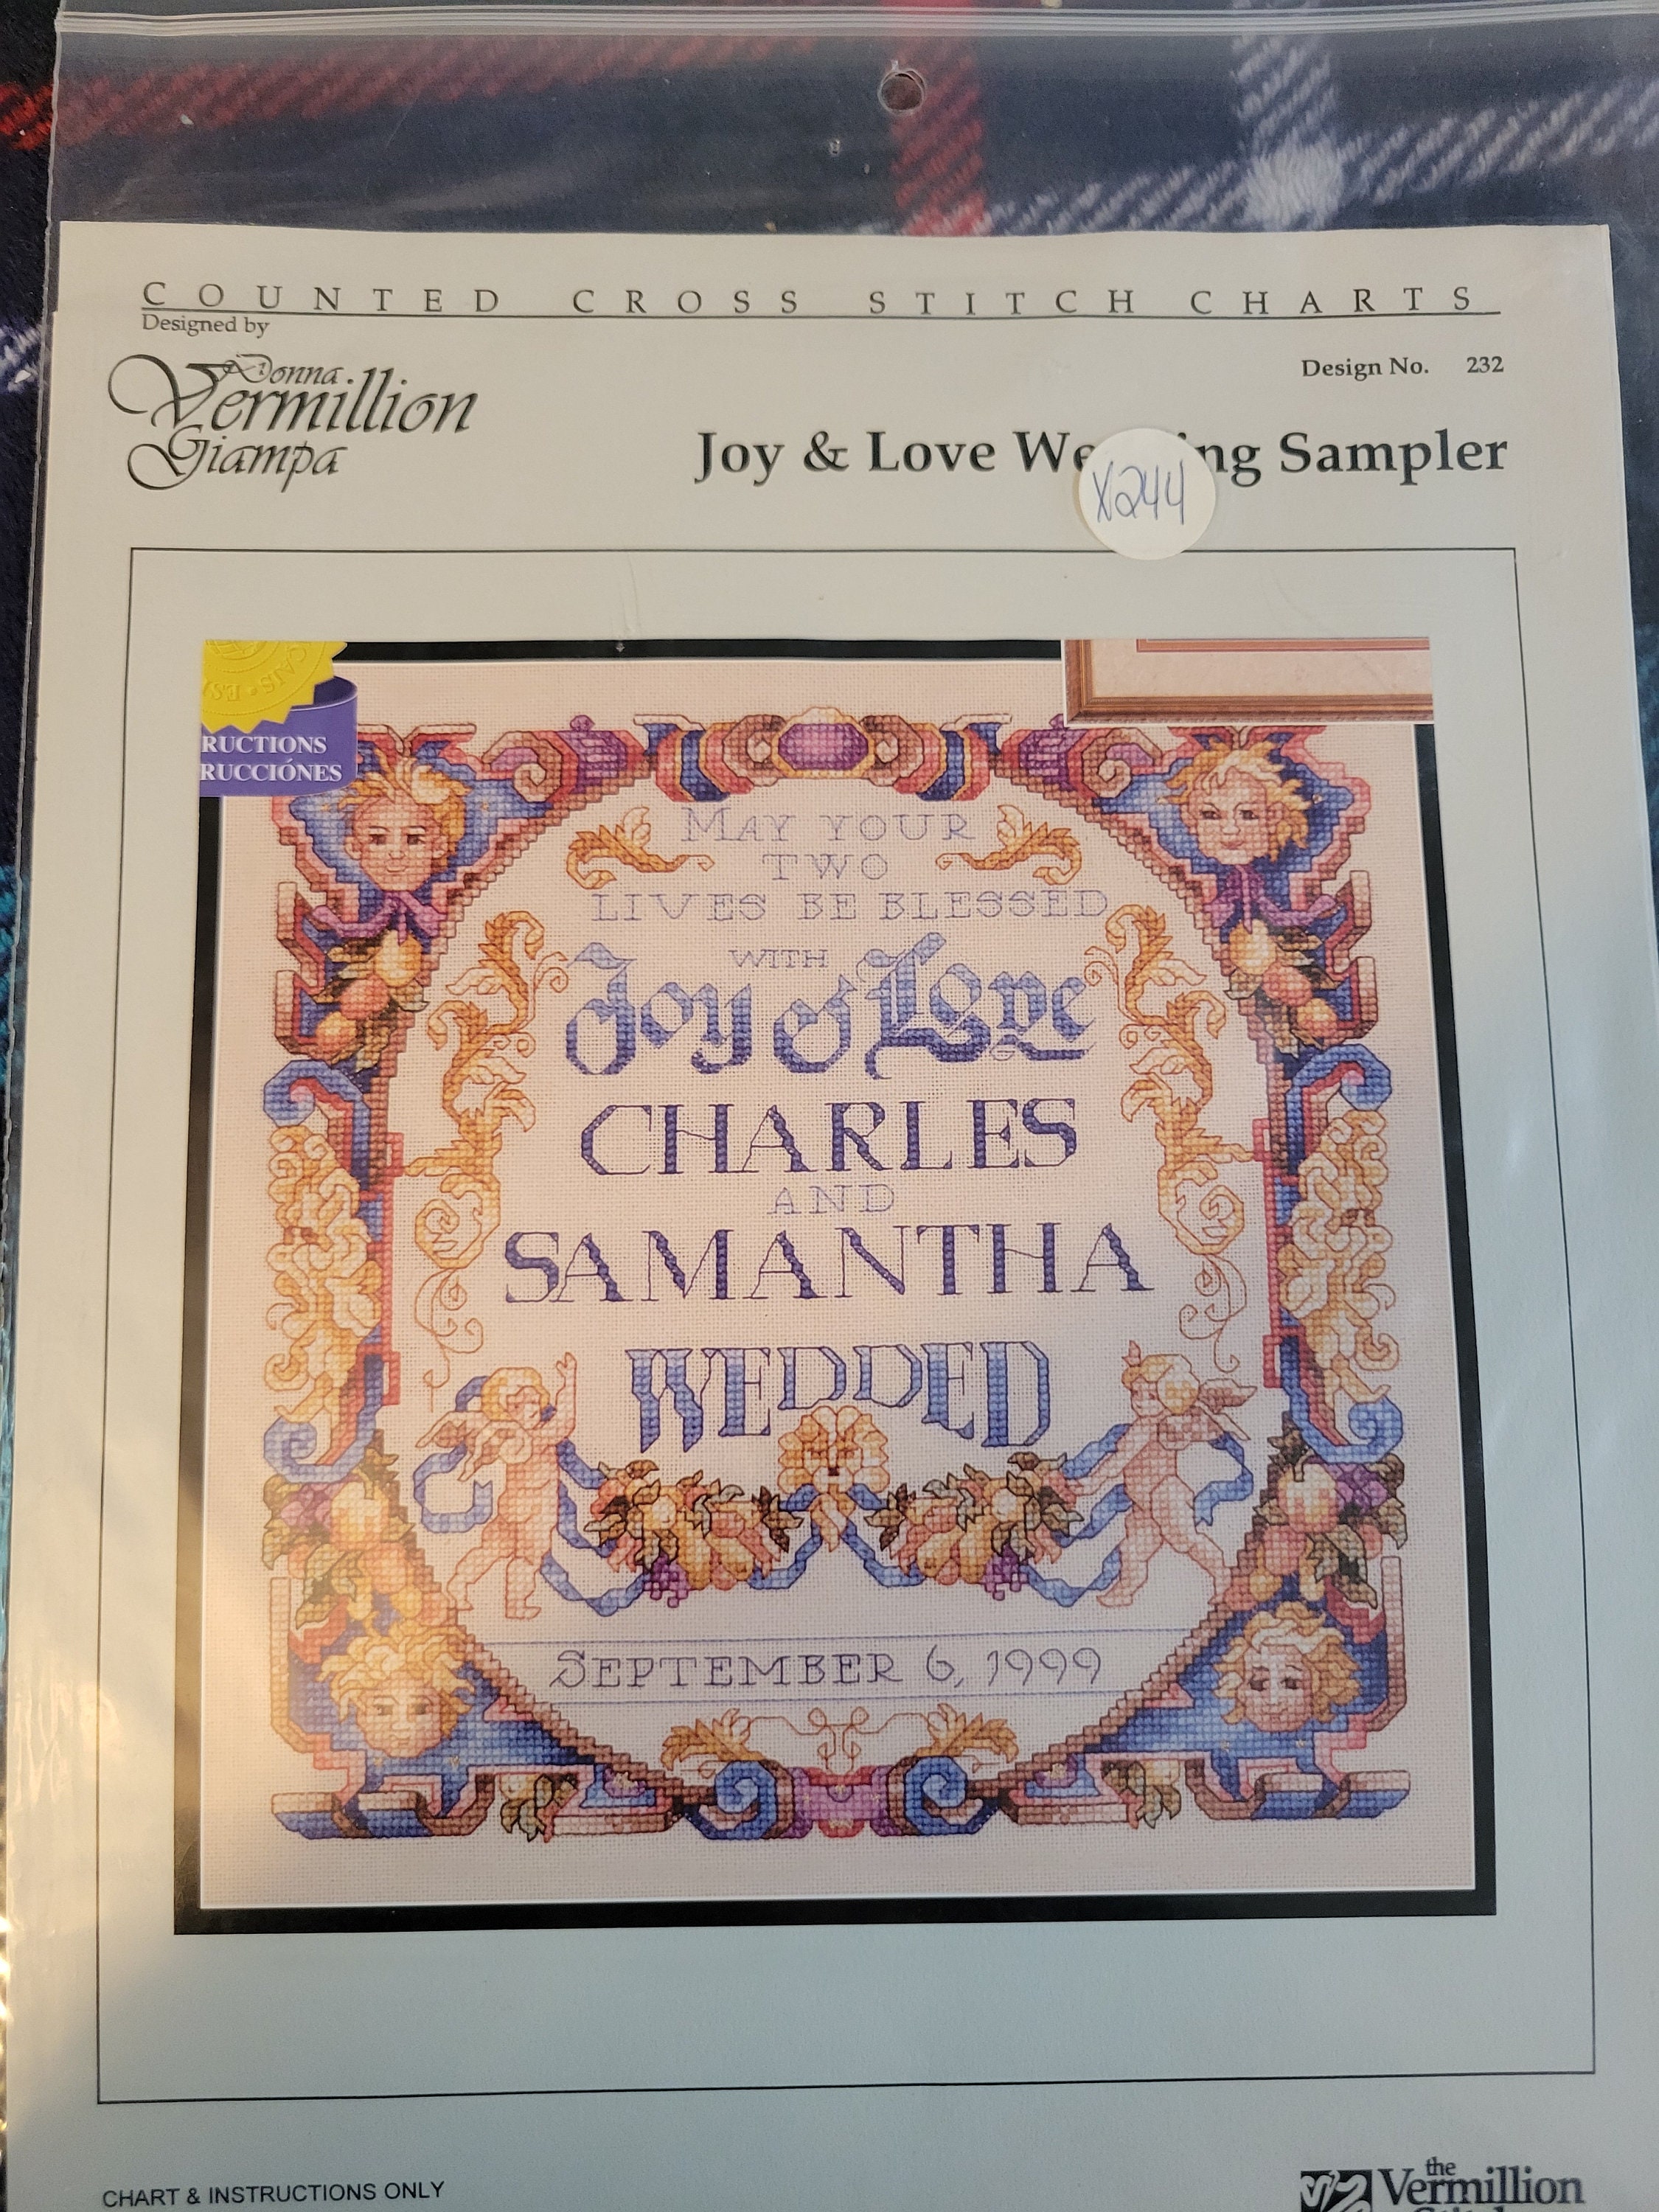 COUNTED CROSS STITCH CHARTS
Designed by
Donna
Vermillion
Giampa
Design No. 232
Joy & Love We ing Sampler
X244
RUCTIONS
RUCCIÓNES
MAY YOUR
TWO
LIVES BE BLESSED
WITH
Joy & Love
CHARLES
AND
SAMANTHA
WEDDED
SEPTEMBER 6, 1999
CHART & INSTRUCTIONS ONLY
the
Vermillion